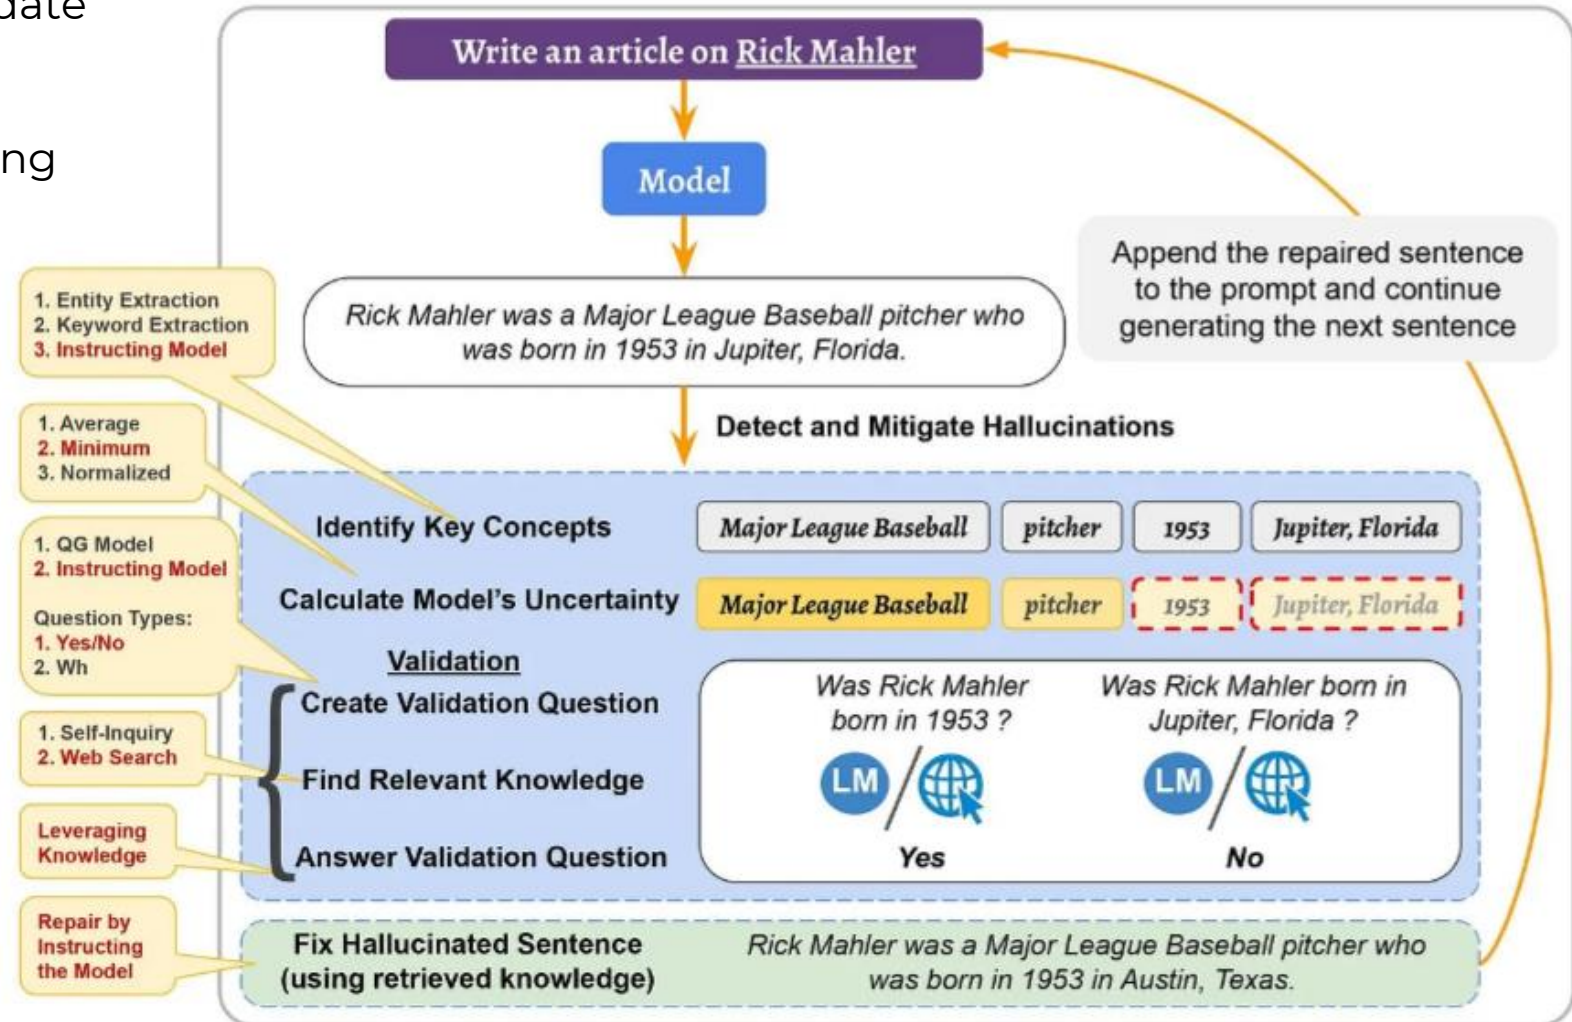 date
ng
Write an article on Rick Mahler
Model
Rick Mahler was a Major League Baseball pitcher who
was born in 1953 in Jupiter, Florida.
Append the repaired sentence
to the prompt and continue
generating the next sentence
Detect and Mitigate Hallucinations
1. Entity Extraction
2. Keyword Extraction
3. Instructing Model
1. Average
2. Minimum
3. Normalized
1. QG Model
2. Instructing Model
Question Types:
1. Yes/No
2. Wh
1. Self-Inquiry
2. Web Search
Leveraging
Knowledge
Repair by
Instructing
the Model
Identify Key Concepts
Major League Baseball
pitcher
1953
Jupiter, Florida
Calculate Model's Uncertainty
Major League Baseball
pitcher
1953
Jupiter, Florida
Validation
Create Validation Question
Was Rick Mahler
born in 1953 ?
Was Rick Mahler born in
Jupiter, Florida ?
Find Relevant Knowledge
LM
LM
Answer Validation Question
Yes
No
Fix Hallucinated Sentence
(using retrieved knowledge)
Rick Mahler was a Major League Baseball pitcher who
was born in 1953 in Austin, Texas.